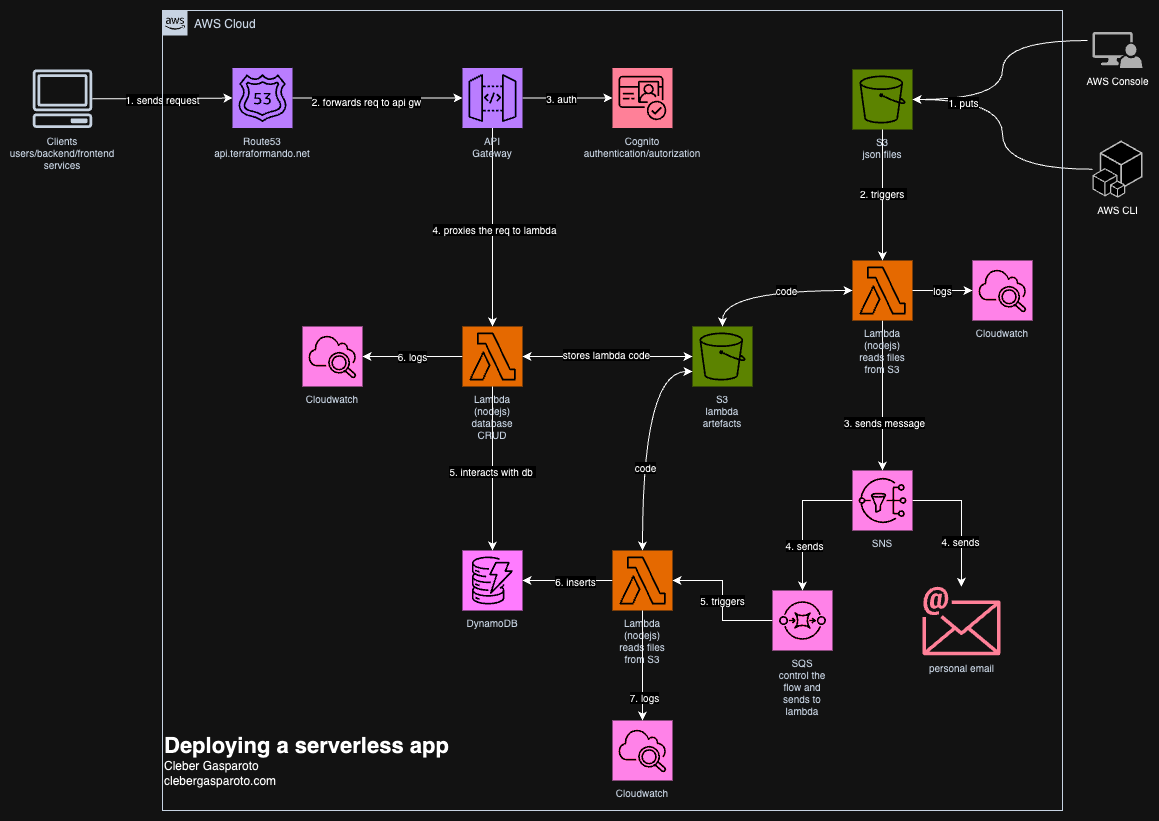 aws
AWS Cloud
AWS Console
1. sends request
53
2. forwards req to api gw
3. auth
1. puts
Clients
users/backend/frontend
services
Route53
api.terraformando.net
API
Gateway
Cognito
authentication/autorization
S3
json files
2. triggers
AWS CLI
4. proxies the req to lambda
code
logs
Lambda
(nodejs)
reads files
from S3
Cloudwatch
6. logs
stores lambda code
Cloudwatch
Lambda
(nodejs)
database
CRUD
S3
lambda
artefacts
3. sends message
5. interacts with db
code
SNS
4. sends
4. sends
6. inserts
5. triggers
@
DynamoDB
Lambda
(nodejs)
reads files
from S3
SQS
control the
flow and
sends to
lambda
personal email
7. logs
Cloudwatch
Deploying a serverless app
Cleber Gasparoto
clebergasparoto.com